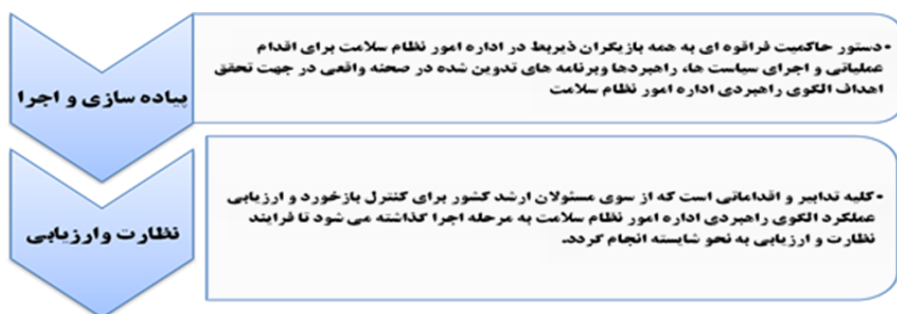 پیاده سازی و اجرا
•دستور حاکمیت فراقوه ای به همه بازیگران ذیربط در اداره امور نظام سلامت برای اقدام
عملیاتی و اجرای سیاست ها، راهبردها وبرنامه های تدوین شده در صحنه واقعی در جهت تحقق
اهداف الگوی راهبردی اداره امور نظام سلامت
نظارت وارزیابی
•کلیه تدابیر و اقداماتی است که از سوی مسئولان ارشد کشور برای کنترل بازخورد و ارزیابی
عملکرد الگوی راهبردی اداره امور نظام سلامت به مرحله اجرا گذاشته می شود تا فرایند
نظارت و ارزیابی به نحو شایسته انجام گردد.